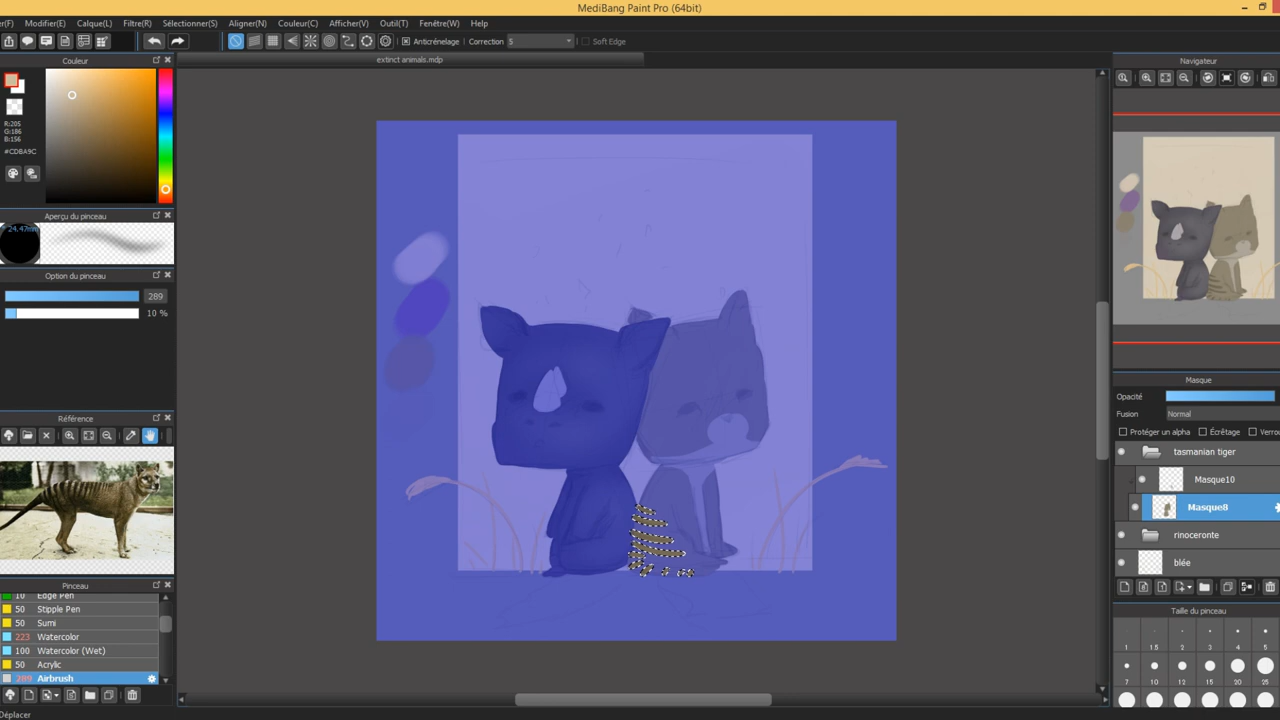 MediBang Paint Pro (64bit)
r(F) Modifier(E) Calque(L) Filtre(R) Sélectionner(S) Aligner(N) Couleur(C) Afficher(V) Outil(T) Fenêtre(W) Help
Anticrénelage Correction 5 Soft Edge
extinct animals.mdp
Couleur
R:205
G:186
B:156
#CDBA9C
Aperçu du pinceau
24.47mm
Option du pinceau
289
10 %
Référence
Pinceau
10 Edge Pen
50 Stipple Pen
50 Sumi
223 Watercolor
100 Watercolor (Wet)
50 Acrylic
289 Airbrush
Déplacer
Navigateur
Masque
Opacité
Fusion Normal
Protéger un alpha Écrêtage Verro
tasmanian tiger
Masque10
Masque8
rinoceronte
blée
Taille du pinceau
1 1.5 2 3 4 5
7 10 12 15 20 25